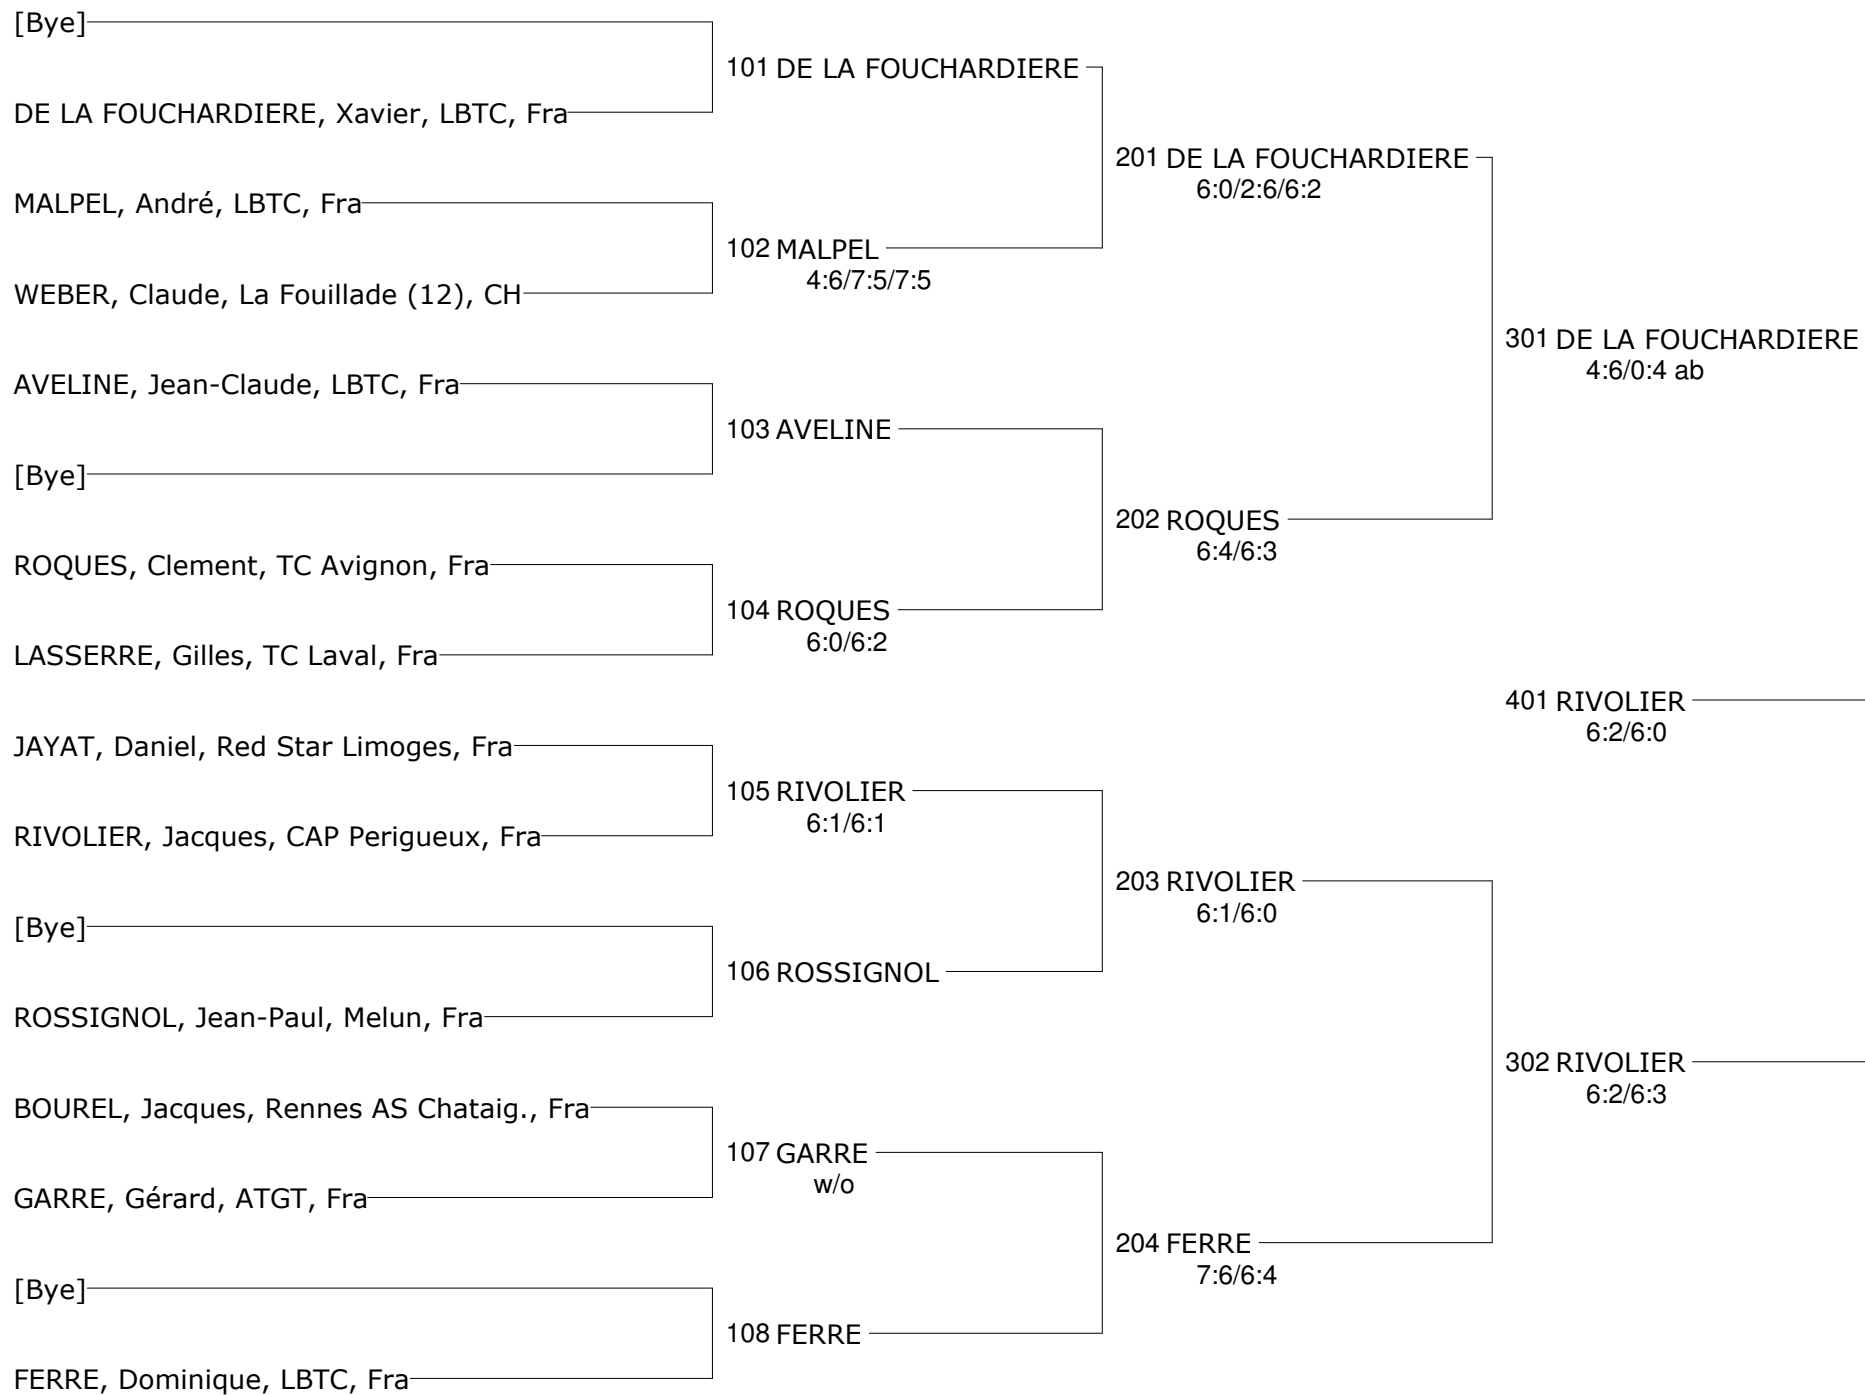 [Bye]
DE LA FOUCHARDIERE, Xavier, LBTC, Fra
MALPEL, André, LBTC, Fra
WEBER, Claude, La Fouillade (12), CH
AVELINE, Jean-Claude, LBTC, Fra
[Bye]
ROQUES, Clement, TC Avignon, Fra
LASSERRE, Gilles, TC Laval, Fra
JAYAT, Daniel, Red Star Limoges, Fra
RIVOLIER, Jacques, CAP Perigueux, Fra
[Bye]
ROSSIGNOL, Jean-Paul, Melun, Fra
BOUREL, Jacques, Rennes AS Chataig., Fra
GARRE, Gérard, ATGT, Fra
[Bye]
FERRE, Dominique, LBTC, Fra
101 DE LA FOUCHARDIERE
102 MALPEL
4:6/7:5/7:5
103 AVELINE
104 ROQUES
6:0/6:2
105 RIVOLIER
6:1/6:1
106 ROSSIGNOL
107 GARRE
w/o
108 FERRE
201 DE LA FOUCHARDIERE
6:0/2:6/6:2
202 ROQUES
6:4/6:3
203 RIVOLIER
6:1/6:0
204 FERRE
7:6/6:4
301 DE LA FOUCHARDIERE
4:6/0:4 ab
401 RIVOLIER
6:2/6:0
302 RIVOLIER
6:2/6:3